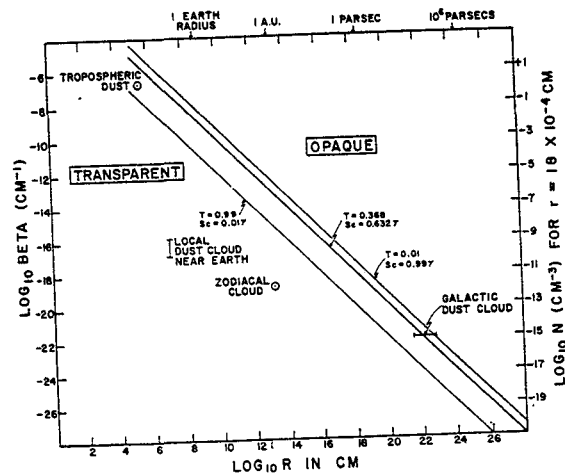 1 EARTH
RADIUS
1 A.U.
1 PARSEC
10⁶ PARSECS
LOG₁₀ BETA (CM⁻¹)
-6
-8
-10
-12
-14
-16
-18
-20
-22
-24
-26
TROPOSPHERIC
DUST
OPAQUE
TRANSPARENT
T=0.99
Sc=0.017
T=0.368
Sc=0.6327
T=0.01
Sc=0.997
LOCAL
DUST CLOUD
NEAR EARTH
ZODIACAL
CLOUD
GALACTIC
DUST CLOUD
+1
-1
-3
-5
-7
-9
-11
-13
-15
-17
-19
LOG₁₀ N (CM⁻³) FOR r = 18 X 10⁻⁴ CM
2 4 6 8 10 12 14 16 18 20 22 24 26
LOG₁₀ R IN CM